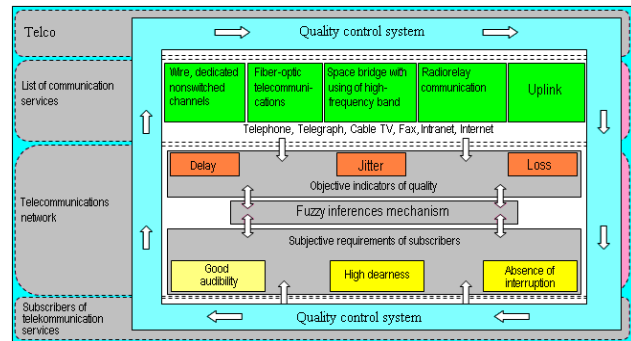 Telco
Quality control system
List of communication
services
Wire, dedicated
nonswitched
channels
Fiber-optic
telecommuni-
cations
Space bridge with
using of high-
frequency band
Radiorelay
communication
Uplink
Telephone, Telegraph, Cable TV, Fax, Intranet, Internet
Telecommunications
network
Delay
Jitter
Loss
Objective indicators of quality
Fuzzy inferences mechanism
Subjective requirements of subscribers
Good
audibility
High dearness
Absence of
interruption
Subscribers of
telekommunication
services
Quality control system